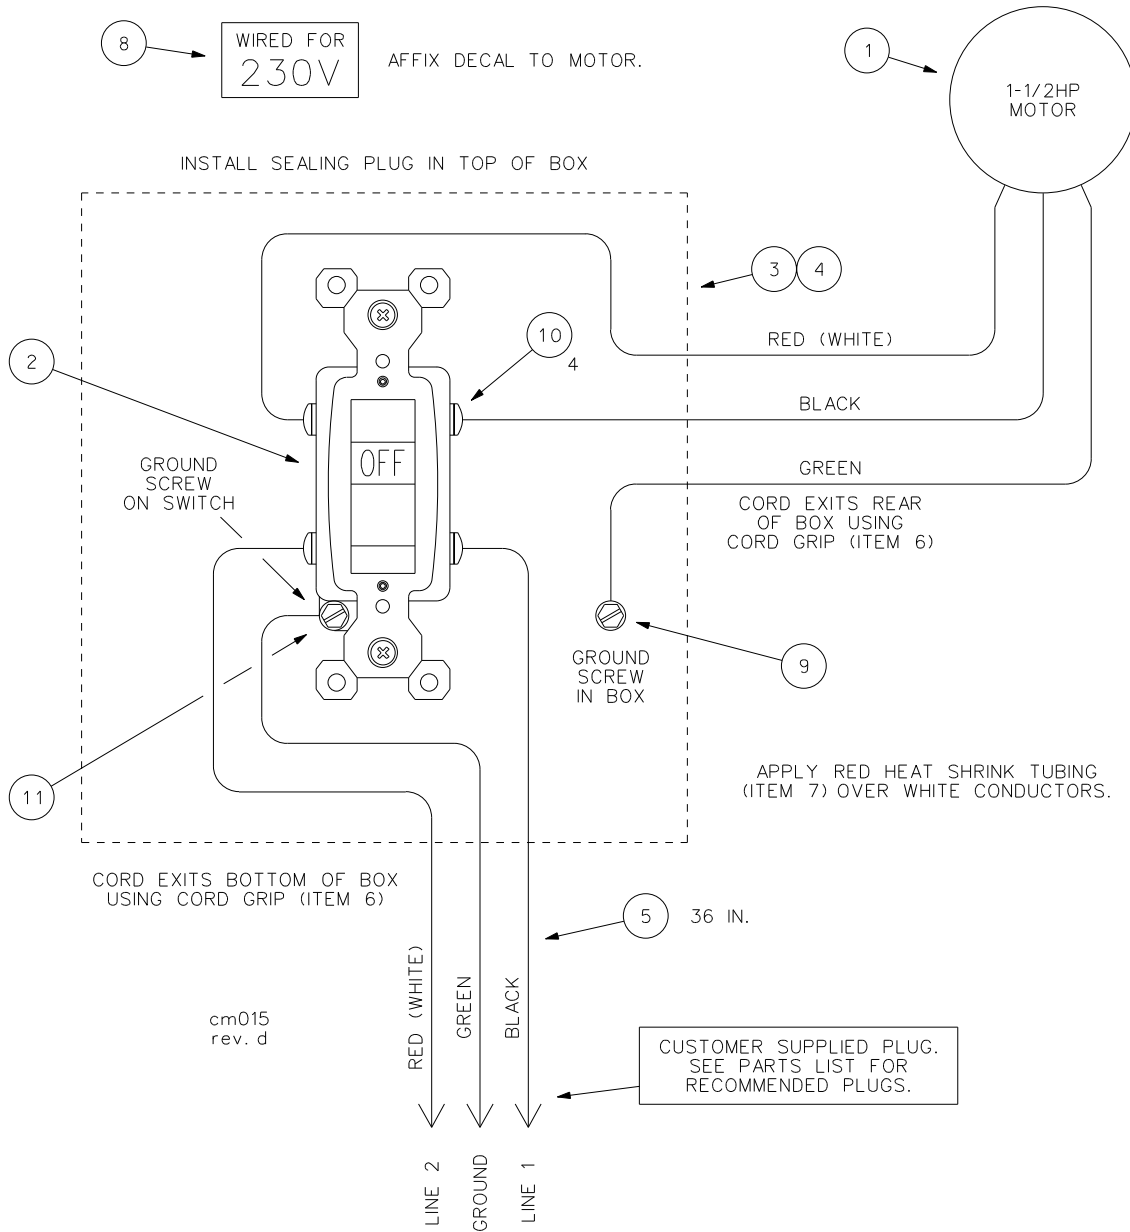 8
WIRED FOR
230V
AFFIX DECAL TO MOTOR.
1
1-1/2HP
MOTOR
INSTALL SEALING PLUG IN TOP OF BOX
3
4
RED (WHITE)
10
4
2
BLACK
OFF
GROUND
SCREW
ON SWITCH
GREEN
CORD EXITS REAR
OF BOX USING
CORD GRIP (ITEM 6)
GROUND
SCREW
IN BOX
9
11
APPLY RED HEAT SHRINK TUBING
(ITEM 7) OVER WHITE CONDUCTORS.
CORD EXITS BOTTOM OF BOX
USING CORD GRIP (ITEM 6)
5
36 IN.
RED (WHITE)
GREEN
BLACK
cm015
rev. d
CUSTOMER SUPPLIED PLUG.
SEE PARTS LIST FOR
RECOMMENDED PLUGS.
LINE 2
GROUND
LINE 1